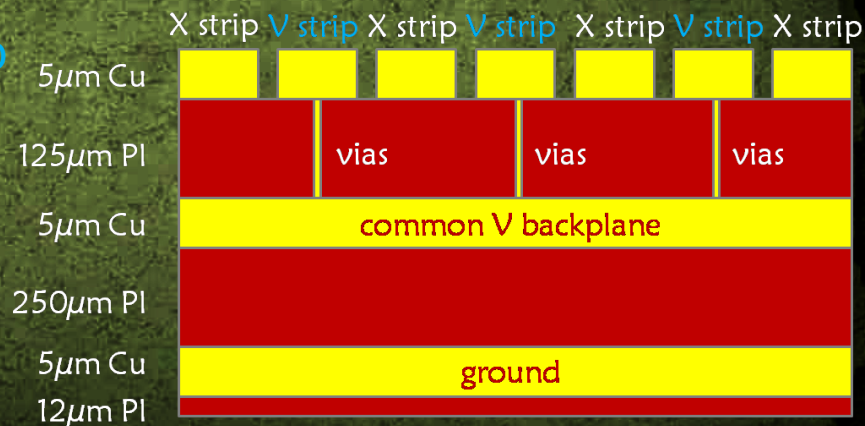 X strip V strip X strip V strip X strip V strip X strip
5μm Cu
125μm PI vias vias vias
5μm Cu common V backplane
250μm PI
5μm Cu ground
12μm PI